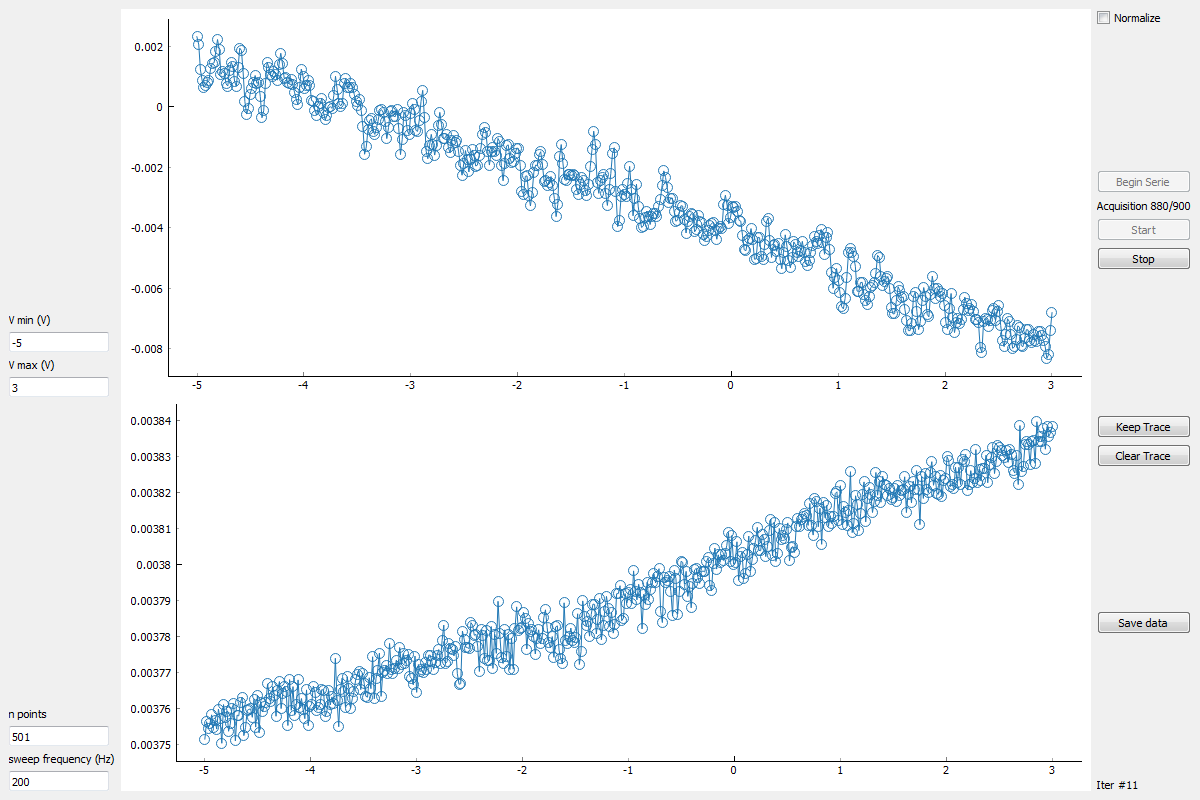 Normalize
0.002
0
-0.002
-0.004
-0.006
-0.008
-5 -4 -3 -2 -1 0 1 2 3
Begin Serie
Acquisition 880/900
Start
Stop
V min (V)
-5
V max (V)
3
0.00384
0.00383
0.00382
0.00381
0.0038
0.00379
0.00378
0.00377
0.00376
0.00375
-5 -4 -3 -2 -1 0 1 2 3
Keep Trace
Clear Trace
Save data
n points
501
sweep frequency (Hz)
200
Iter #11